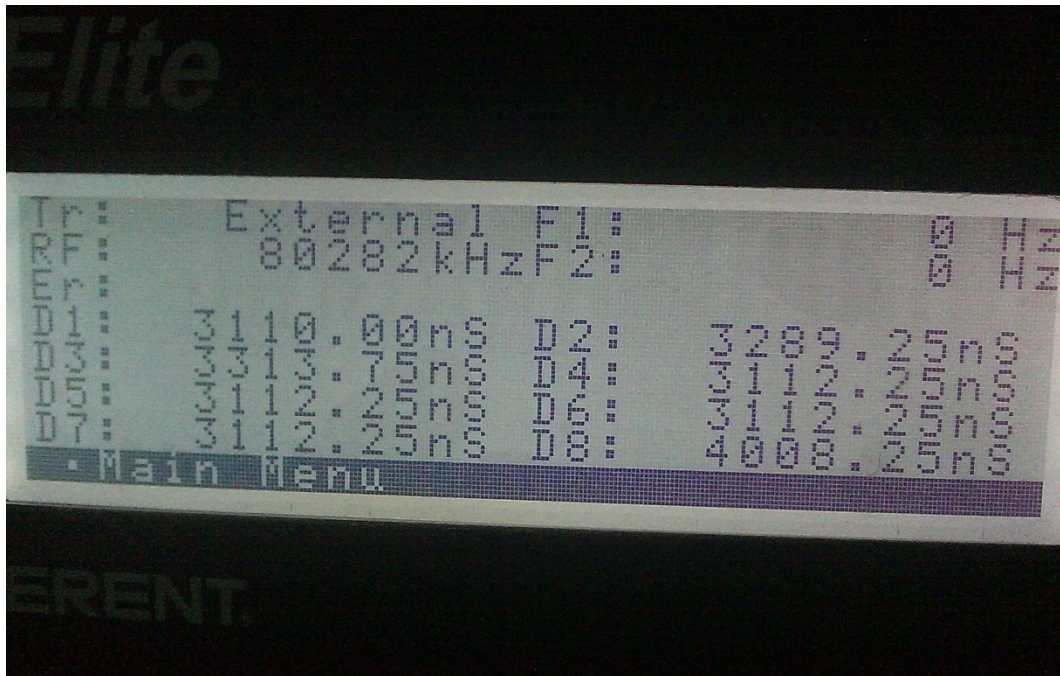 Elite
Tr: External F1: 0 Hz
RF: 80282kHzF2: 0 Hz
Er:
D1: 3110.00nS D2: 3289.25nS
D3: 3313.75nS D4: 3112.25nS
D5: 3112.25nS D6: 3112.25nS
D7: 3112.25nS D8: 4008.25nS
·Main Menu
ERENT.